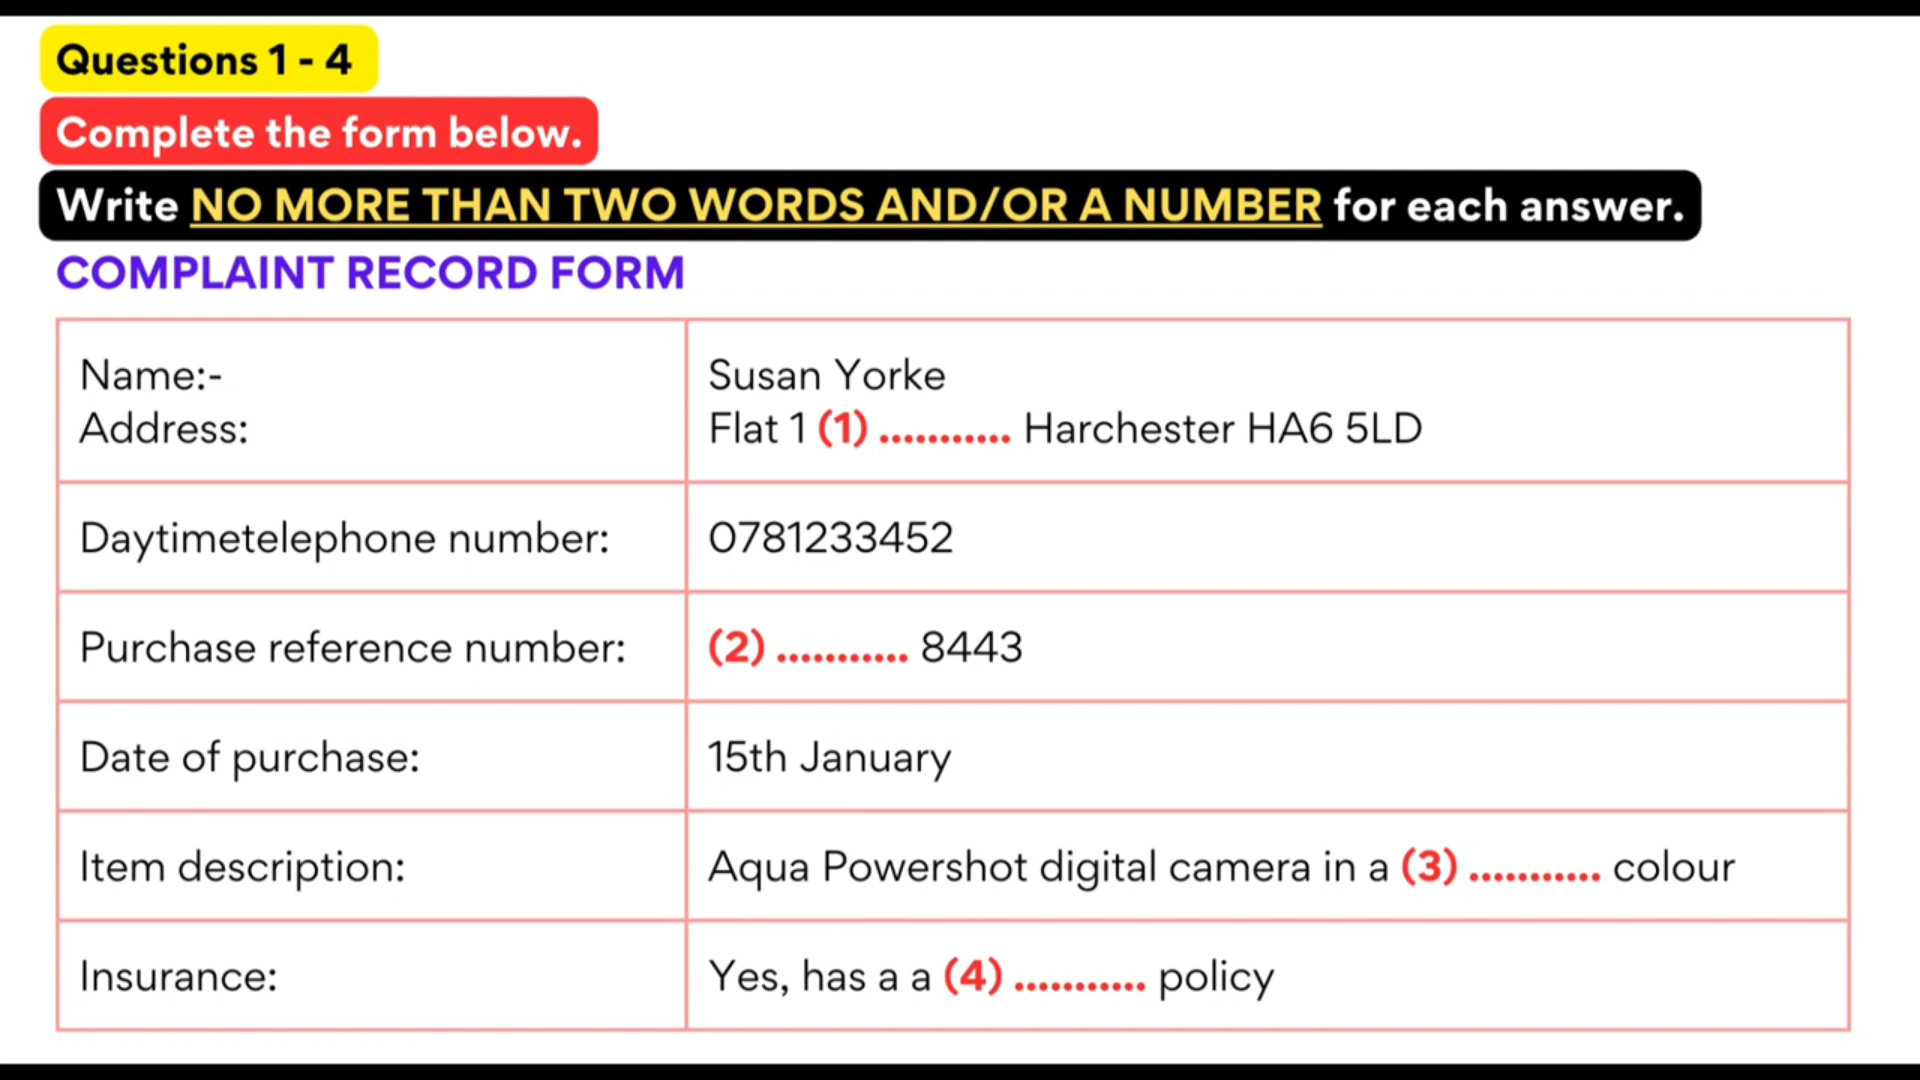 Questions 1 - 4
Complete the form below.
Write NO MORE THAN TWO WORDS AND/OR A NUMBER for each answer.
COMPLAINT RECORD FORM
Name:- Susan Yorke
Address: Flat 1 (1) ........... Harchester HA6 5LD
Daytimetelephone number: 0781233452
Purchase reference number: (2) ........... 8443
Date of purchase: 15th January
Item description: Aqua Powershot digital camera in a (3) ........... colour
Insurance: Yes, has a a (4) ........... policy